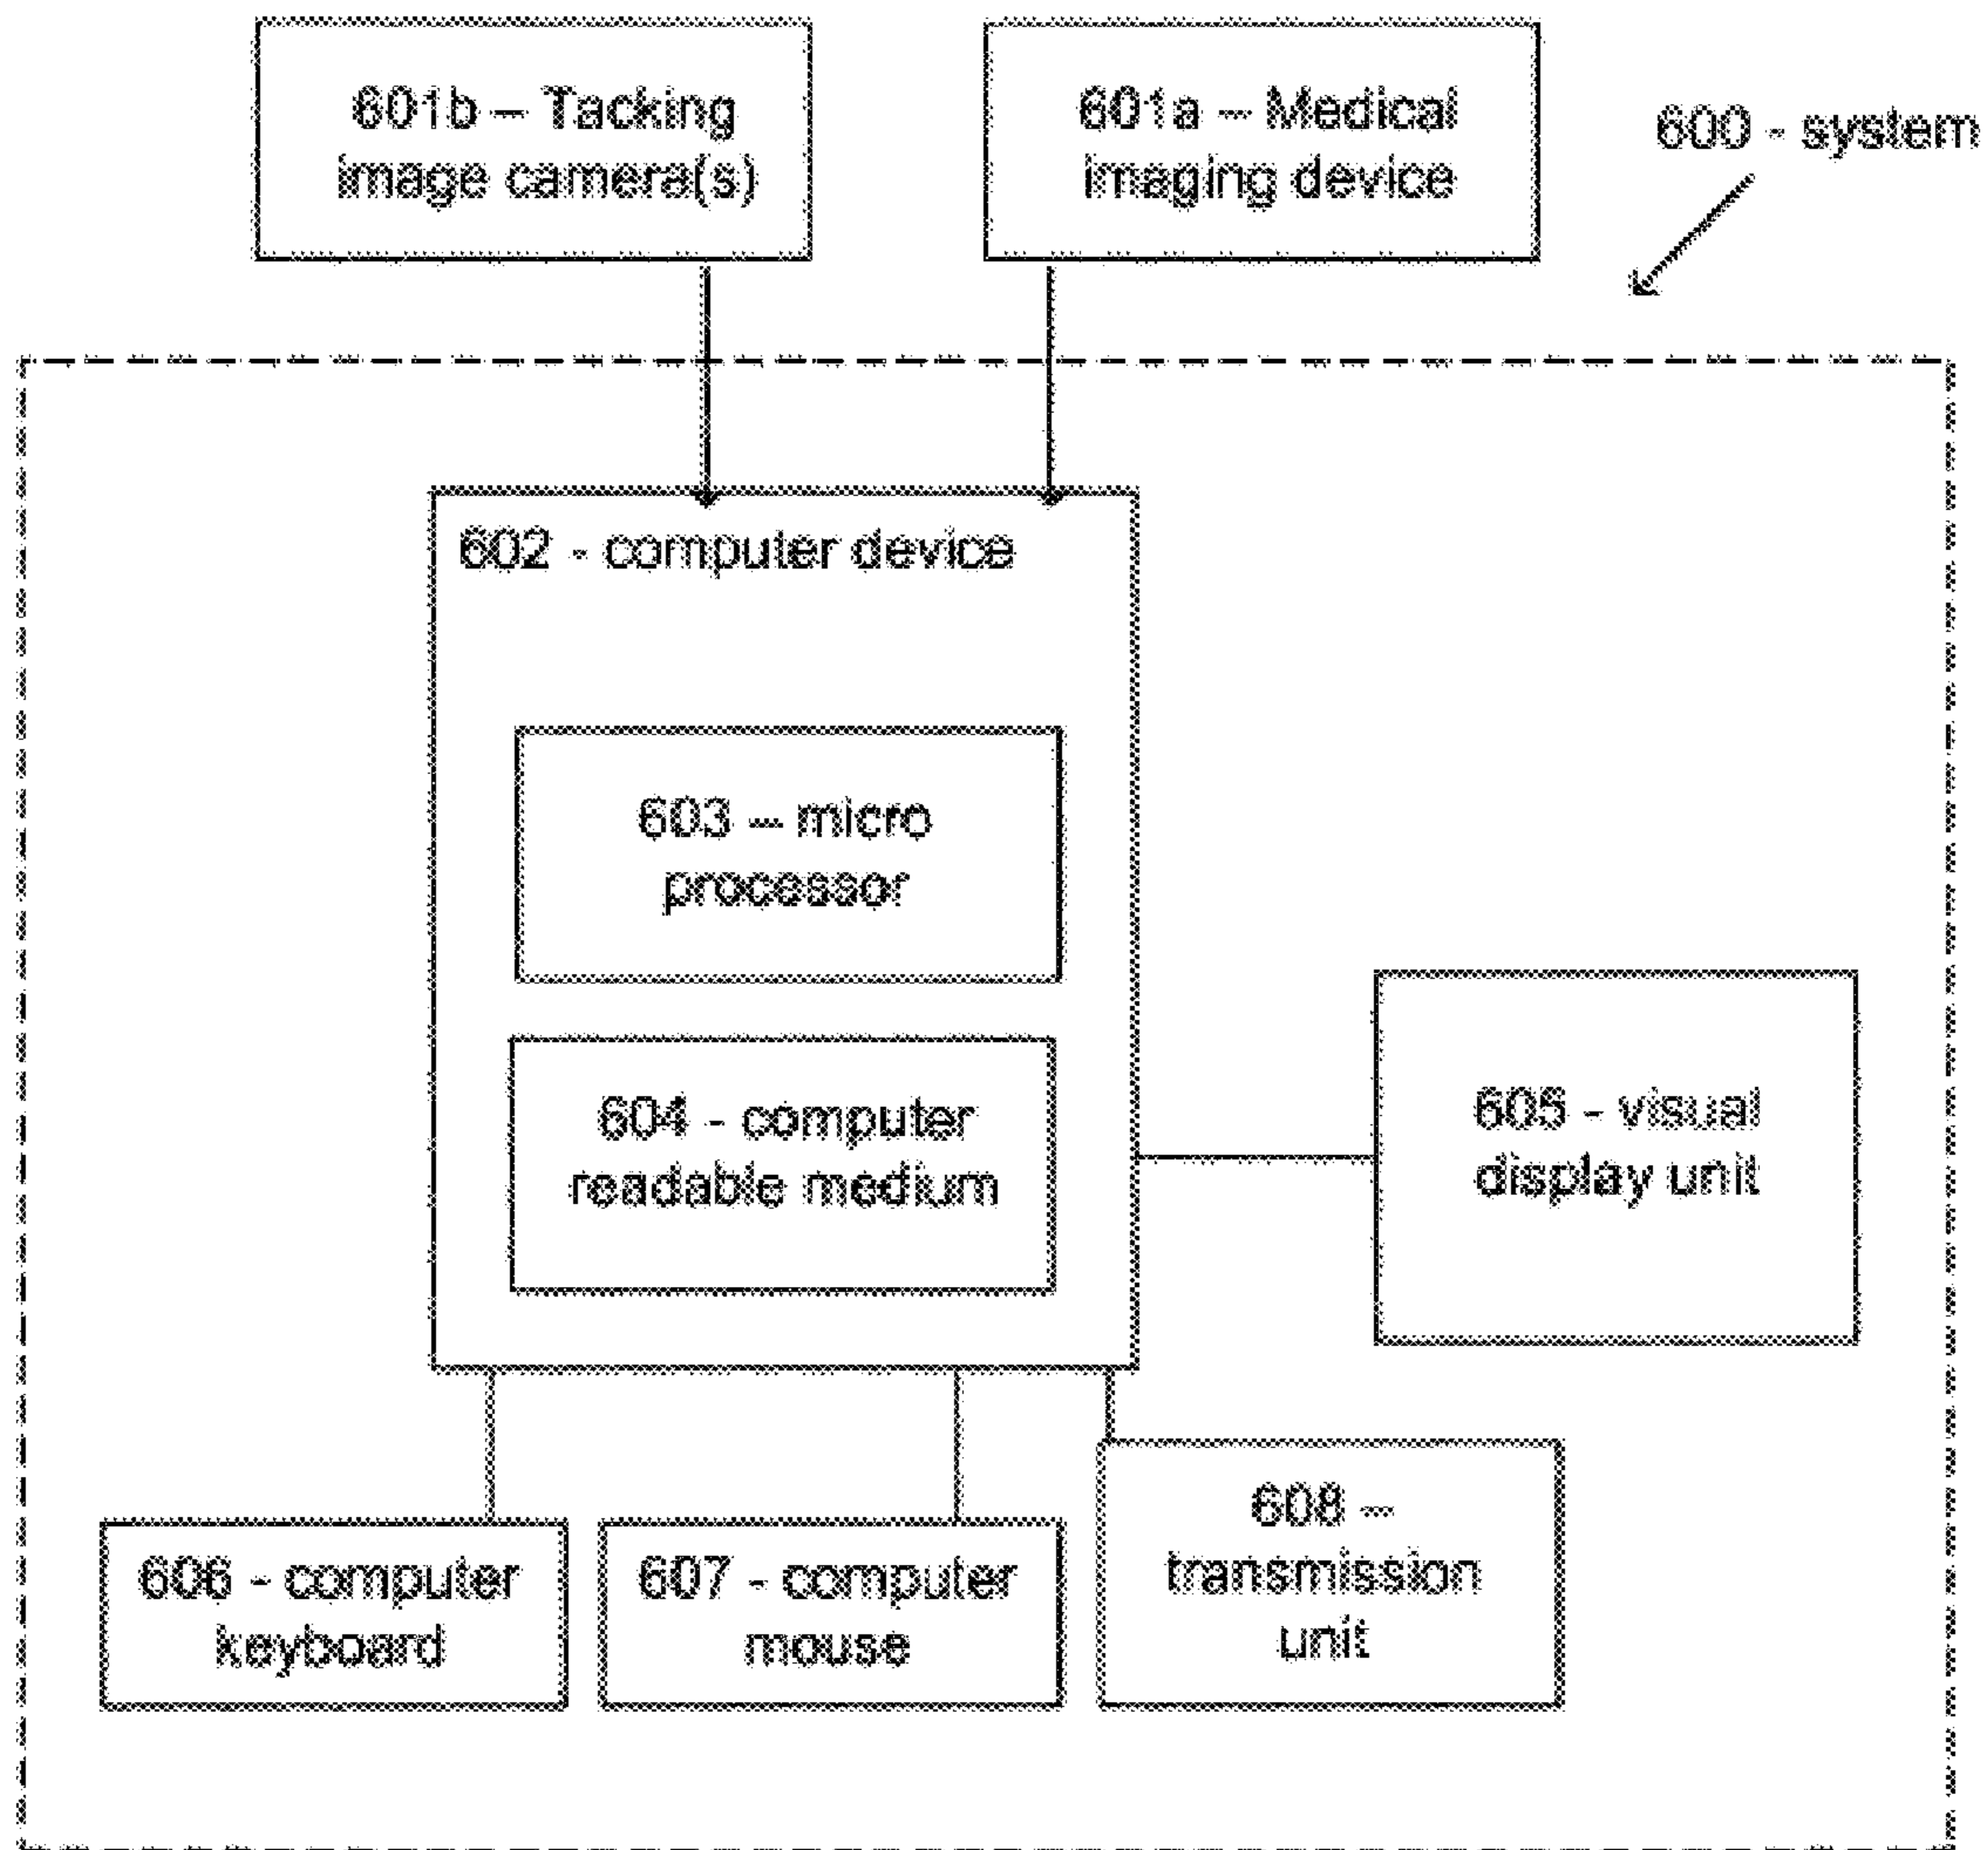 601b – Tacking
image camera(s)
601a – Medical
imaging device
600 - system
602 - computer device
603 – micro
processor
604 - computer
readable medium
605 - visual
display unit
606 - computer
keyboard
607 - computer
mouse
608 –
transmission
unit